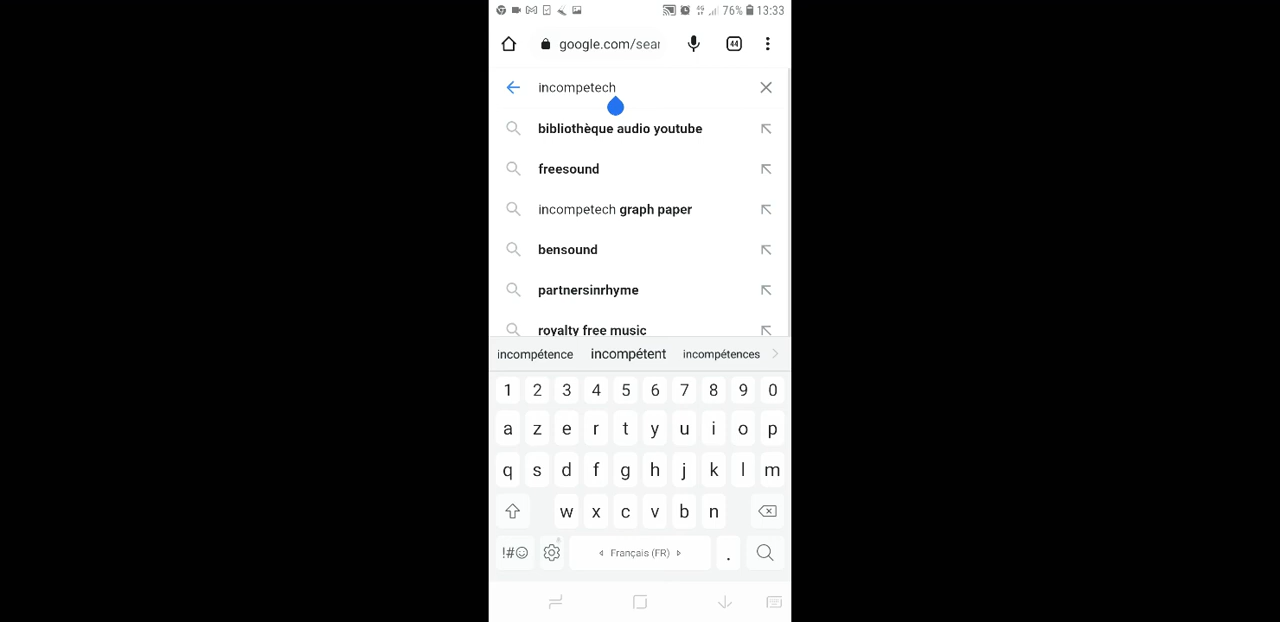 76% 13:33
google.com/sear 44
incompetech
bibliothèque audio youtube
freesound
incompetech graph paper
bensound
partnersinrhyme
royalty free music
incompétence incompétent incompétences
1 2 3 4 5 6 7 8 9 0
a z e r t y u i o p
q s d f g h j k l m
w x c v b n
!#☺ Français (FR) .